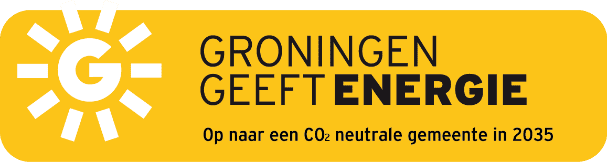 G
GRONINGEN
GEEFT ENERGIE
Op naar een CO₂ neutrale gemeente in 2035